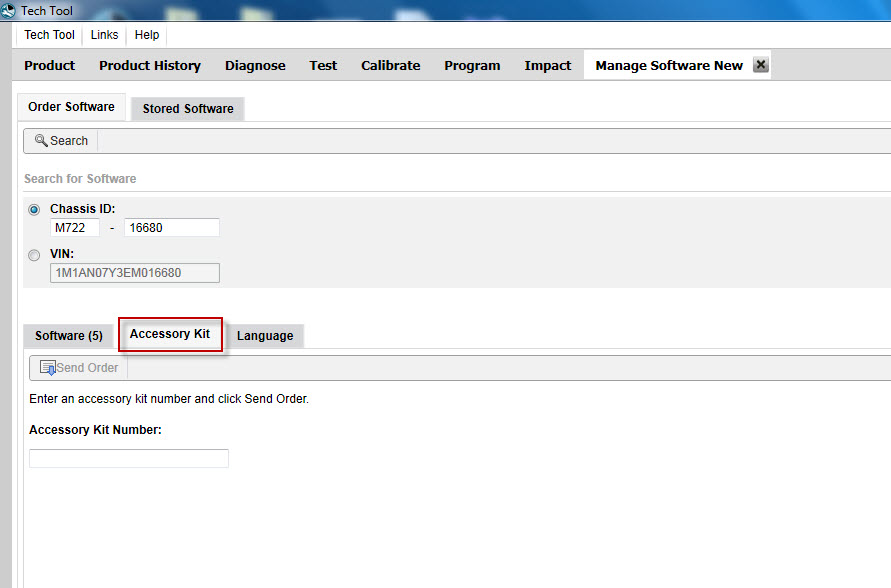 Tech Tool
Tech Tool Links Help
Product Product History Diagnose Test Calibrate Program Impact Manage Software New
Order Software Stored Software
Search
Search for Software
Chassis ID:
M722 - 16680
VIN:
1M1AN07Y3EM016680
Software (5) Accessory Kit Language
Send Order
Enter an accessory kit number and click Send Order.
Accessory Kit Number: